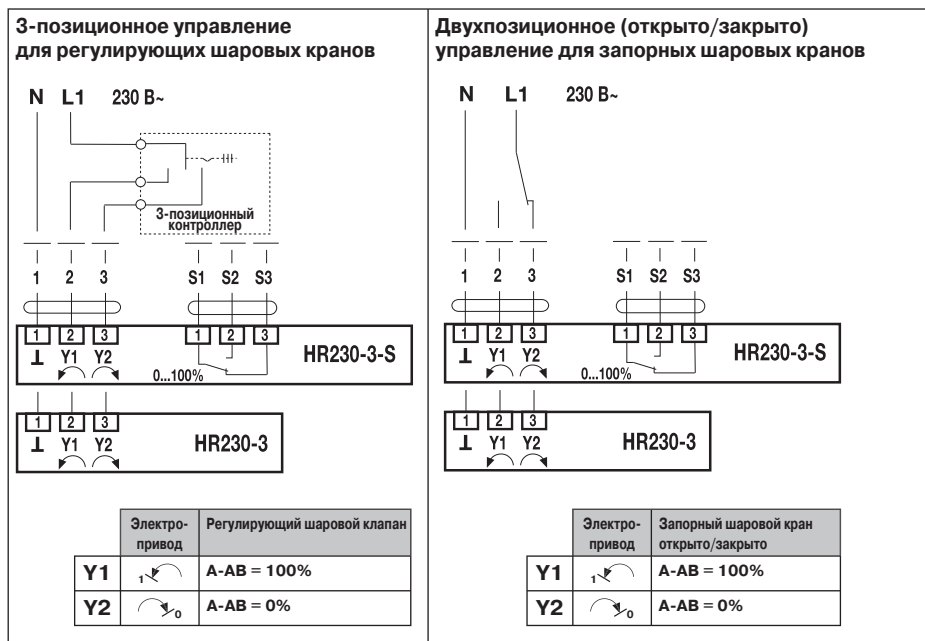 3-позиционное управление
для регулирующих шаровых кранов
N L1 230 В~
3-позиционный
контроллер
1 2 3 S1 S2 S3
1 2 3 1 2 3
⊥ Y1 Y2
0...100%
HR230-3-S
1 2 3
⊥ Y1 Y2
HR230-3
Электро-
привод
Регулирующий шаровой клапан
Y1 1 A-AB = 100%
Y2 0 A-AB = 0%
Двухпозиционное (открыто/закрыто)
управление для запорных шаровых кранов
N L1 230 В~
1 2 3 S1 S2 S3
1 2 3 1 2 3
⊥ Y1 Y2
0...100%
HR230-3-S
1 2 3
⊥ Y1 Y2
HR230-3
Электро-
привод
Запорный шаровой кран
открыто/закрыто
Y1 1 A-AB = 100%
Y2 0 A-AB = 0%